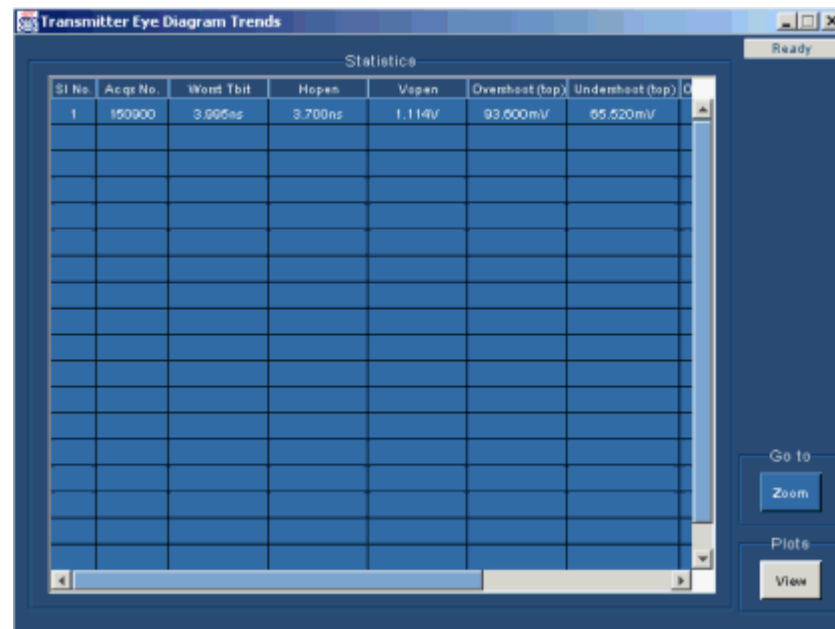 Transmitter Eye Diagram Trends
Ready
Statistics
Sl No. Acqs No. Worst Tbit Hopen Vopen Overshoot (top) Undershoot (top) O
1 150900 3.995ns 3.700ns 1.114V 93.600mV 65.520mV
Go to
Zoom
Plots
View